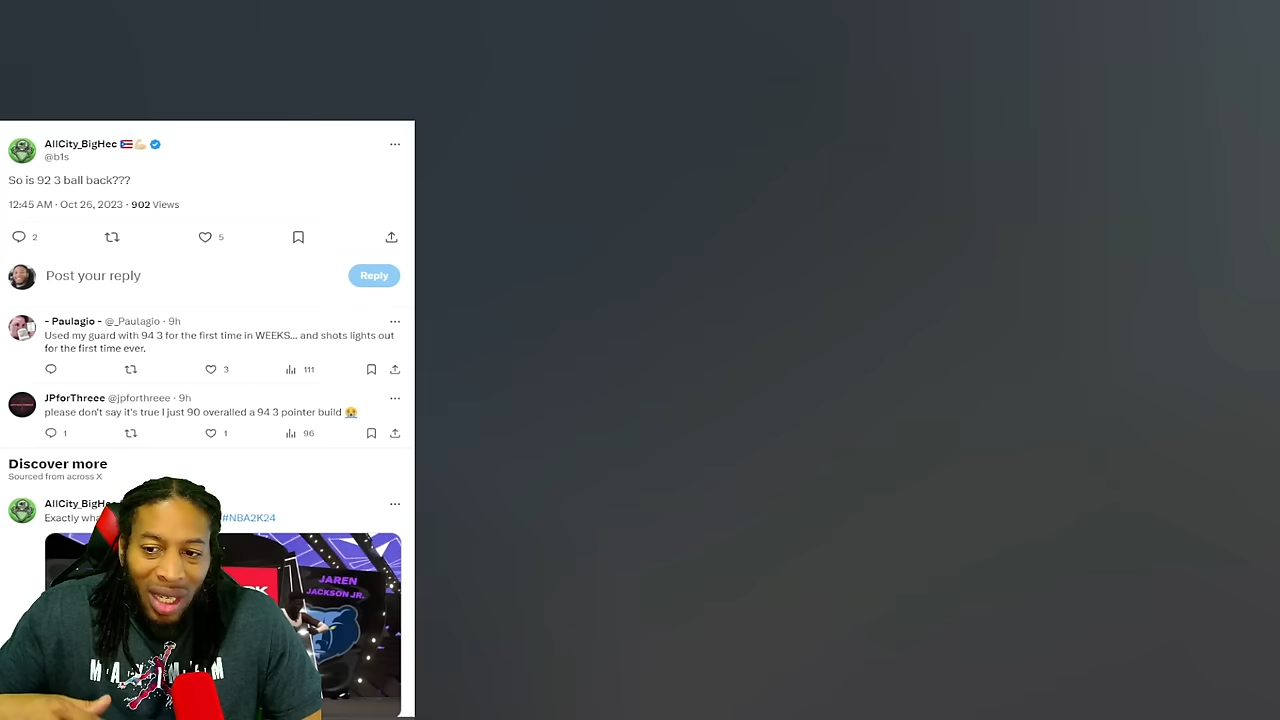 AllCity_BigHec
@b1s
So is 92 3 ball back???
12:45 AM · Oct 26, 2023 · 902 Views
2
5
Post your reply
Reply
- Paulagio - @_Paulagio · 9h
Used my guard with 94 3 for the first time in WEEKS... and shots lights out
for the first time ever.
3
111
JPforThreee @jpforthreee · 9h
please don't say it's true I just 90 overalled a 94 3 pointer build
1
1
96
Discover more
Sourced from across X
AllCity_BigHe
Exactly wha #NBA2K24
JAREN
JACKSON JR.